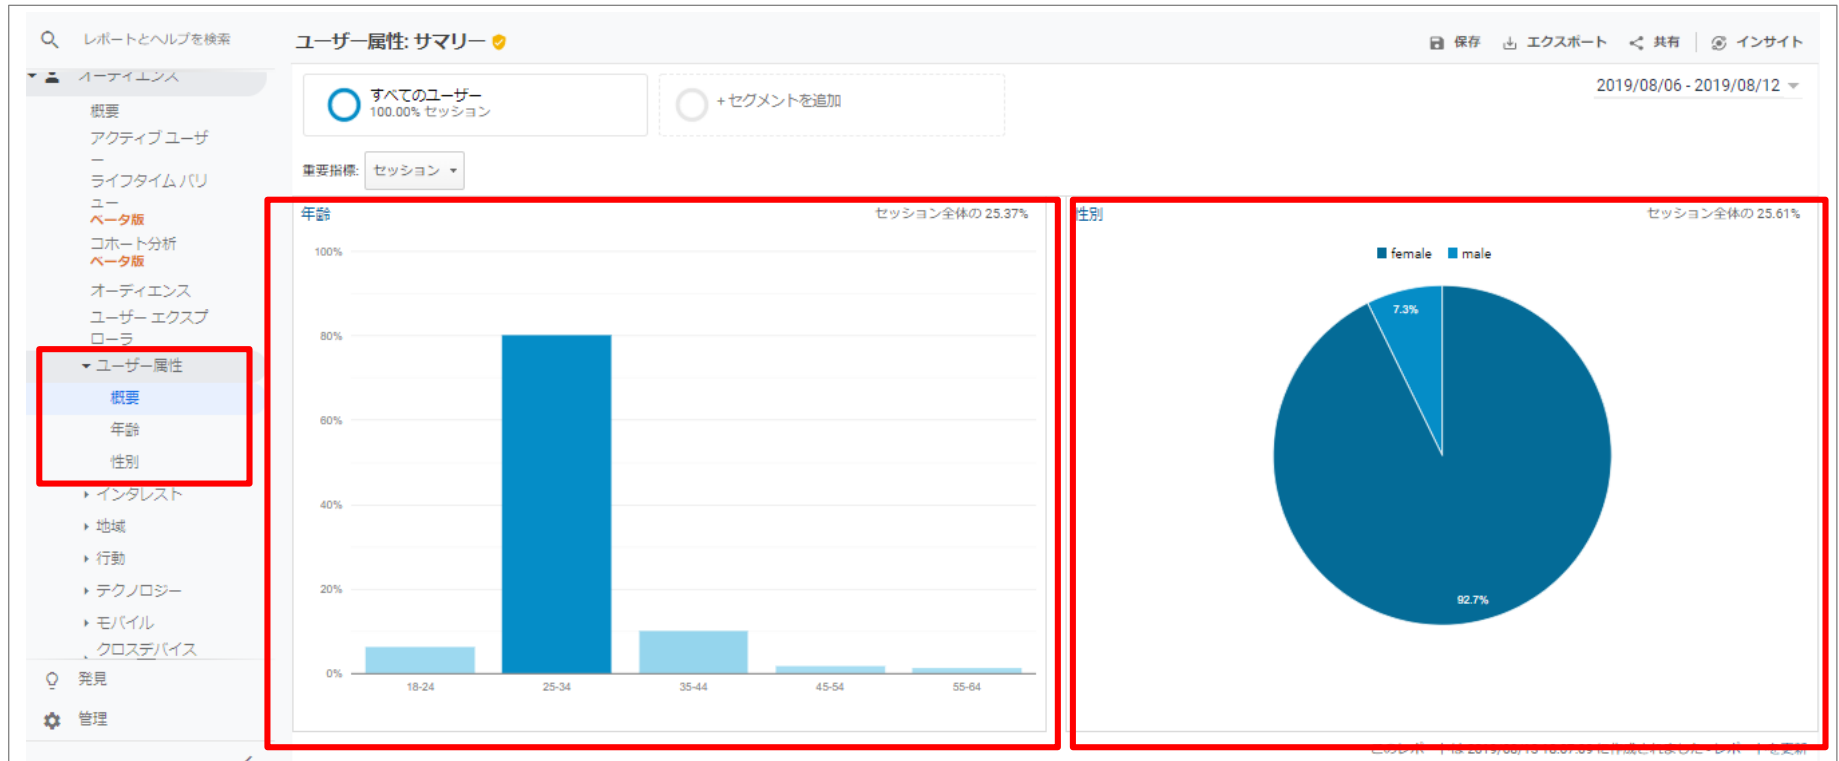 レポートとヘルプを検索
ユーザー属性: サマリー
保存
エクスポート
共有
インサイト
オーディエンス
概要
アクティブ ユーザ
ー
ライフタイム バリ
ュー
ベータ版
コホート分析
ベータ版
オーディエンス
ユーザー エクスプ
ローラ
ユーザー属性
概要
年齢
性別
インタレスト
地域
行動
テクノロジー
モバイル
クロスデバイス
発見
管理
すべてのユーザー
100.00% セッション
+ セグメントを追加
2019/08/06 - 2019/08/12
重要指標:
セッション
年齢
セッション全体の 25.37%
100%
80%
60%
40%
20%
0%
18-24
25-34
35-44
45-54
55-64
性別
セッション全体の 25.61%
female
male
7.3%
92.7%